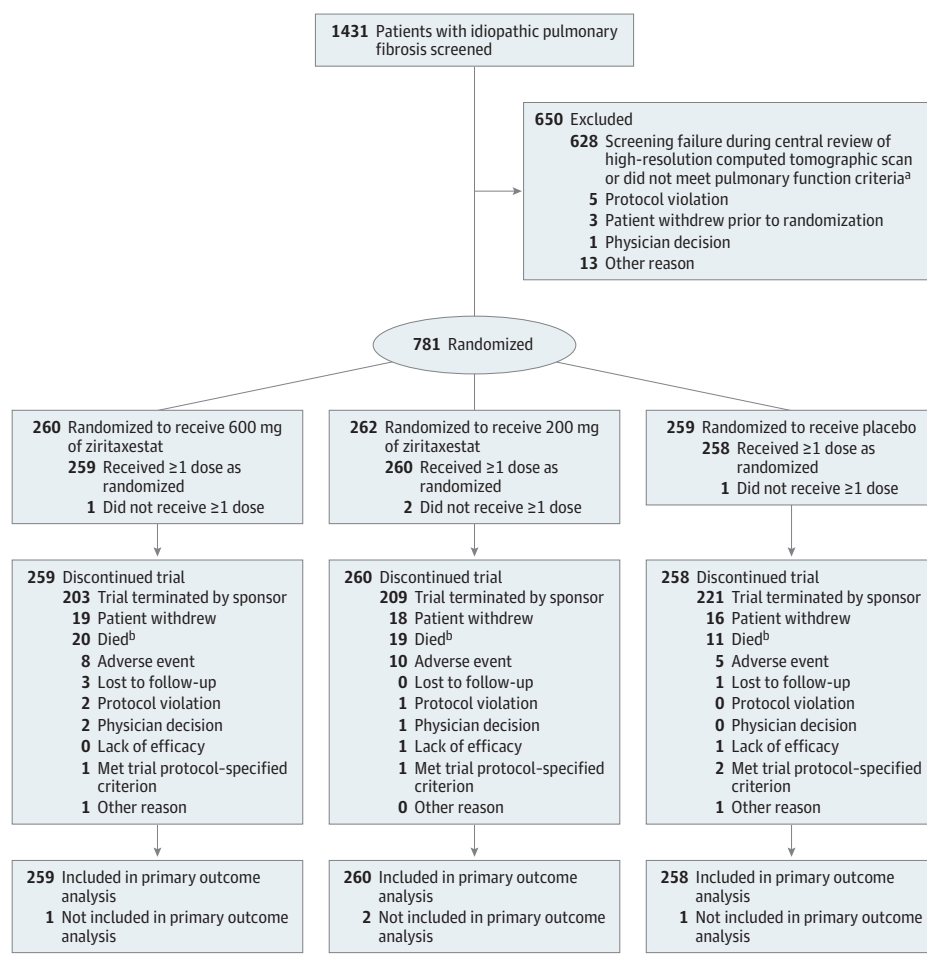 1431 Patients with idiopathic pulmonary
fibrosis screened
650 Excluded
628 Screening failure during central review of
high-resolution computed tomographic scan
or did not meet pulmonary function criteriaᵃ
5 Protocol violation
3 Patient withdrew prior to randomization
1 Physician decision
13 Other reason
781 Randomized
260 Randomized to receive 600 mg
of ziritaxestat
259 Received ≥1 dose as
randomized
1 Did not receive ≥1 dose
262 Randomized to receive 200 mg
of ziritaxestat
260 Received ≥1 dose as
randomized
2 Did not receive ≥1 dose
259 Randomized to receive placebo
258 Received ≥1 dose as
randomized
1 Did not receive ≥1 dose
259 Discontinued trial
203 Trial terminated by sponsor
19 Patient withdrew
20 Diedᵇ
8 Adverse event
3 Lost to follow-up
2 Protocol violation
2 Physician decision
0 Lack of efficacy
1 Met trial protocol-specified
criterion
1 Other reason
260 Discontinued trial
209 Trial terminated by sponsor
18 Patient withdrew
19 Diedᵇ
10 Adverse event
0 Lost to follow-up
1 Protocol violation
1 Physician decision
1 Lack of efficacy
1 Met trial protocol-specified
criterion
0 Other reason
258 Discontinued trial
221 Trial terminated by sponsor
16 Patient withdrew
11 Diedᵇ
5 Adverse event
1 Lost to follow-up
0 Protocol violation
0 Physician decision
1 Lack of efficacy
2 Met trial protocol-specified
criterion
1 Other reason
259 Included in primary outcome
analysis
1 Not included in primary outcome
analysis
260 Included in primary outcome
analysis
2 Not included in primary outcome
analysis
258 Included in primary outcome
analysis
1 Not included in primary outcome
analysis